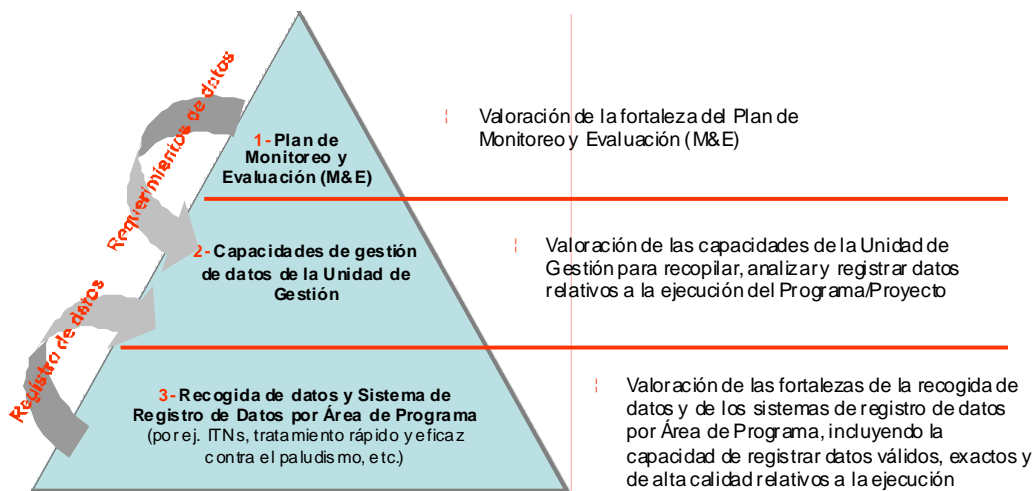 Requerimientos de datos
1- Plan de
Monitoreo y
Evaluación (M&E)
Valoración de la fortaleza del Plan de
Monitoreo y Evaluación (M&E)
2- Capacidades de gestión
de datos de la Unidad de
Gestión
Valoración de las capacidades de la Unidad de
Gestión para recopilar, analizar y registrar datos
relativos a la ejecución del Programa/Proyecto
Registro de datos
3- Recogida de datos y Sistema de
Registro de Datos por Área de Programa
(por ej. ITNs, tratamiento rápido y eficaz
contra el paludismo, etc.)
Valoración de las fortalezas de la recogida de
datos y de los sistemas de registro de datos
por Área de Programa, incluyendo la
capacidad de registrar datos válidos, exactos y
de alta calidad relativos a la ejecución